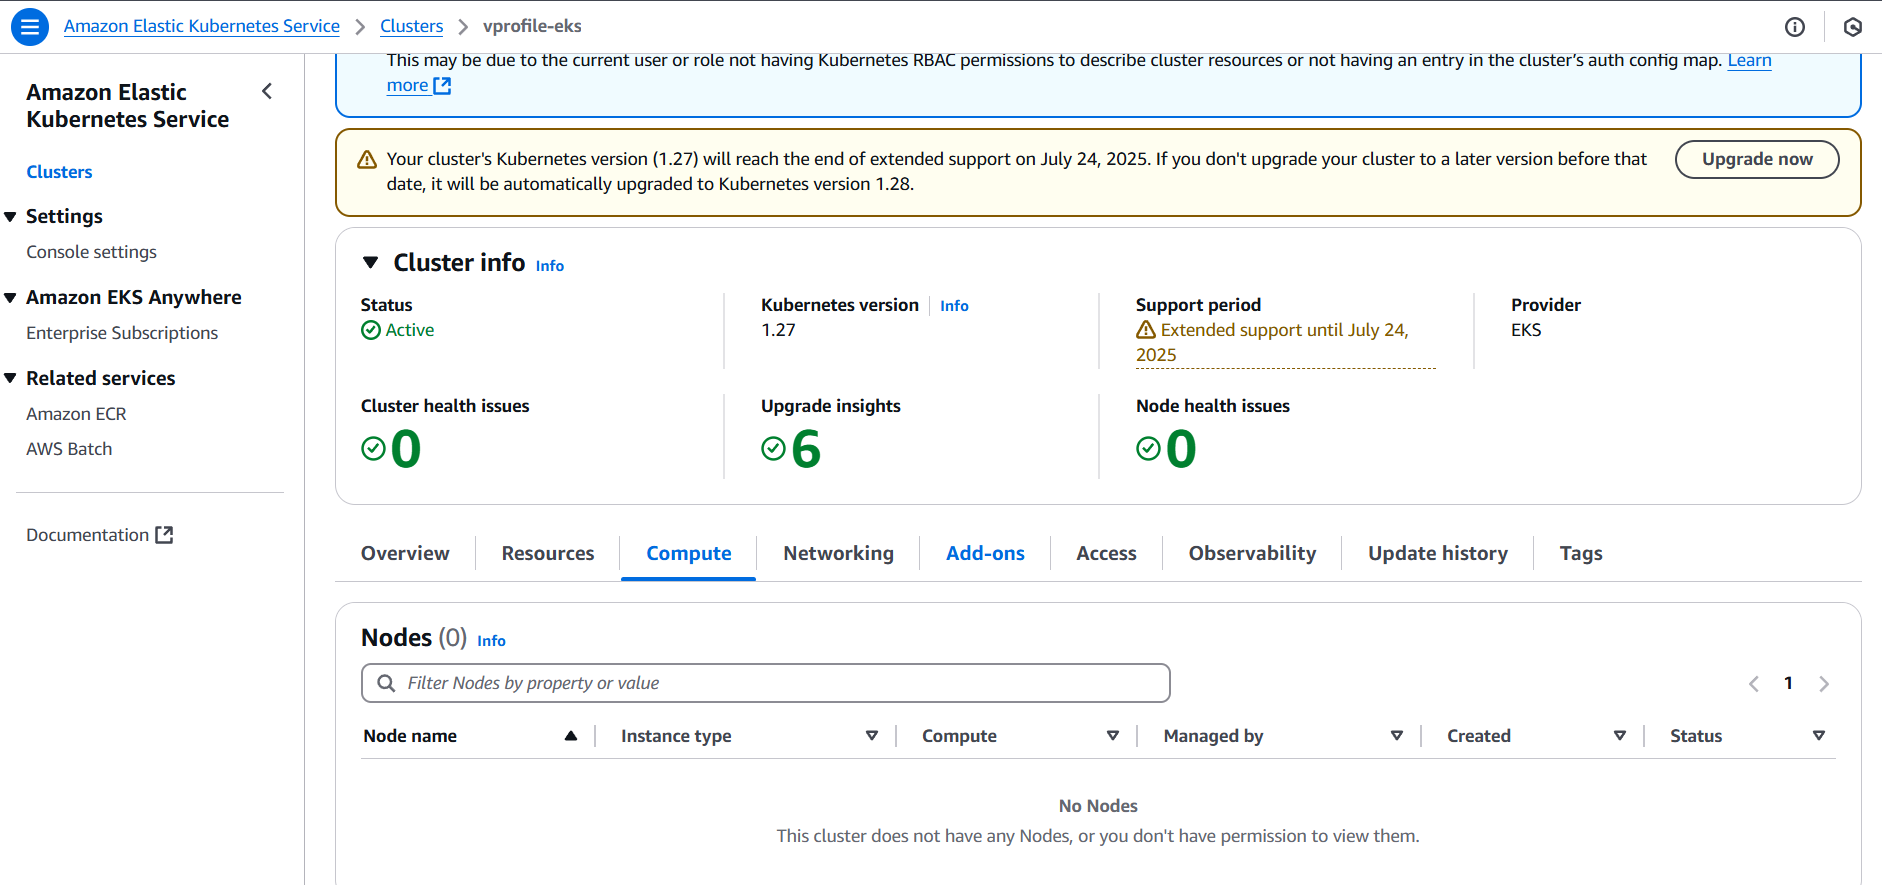 Amazon Elastic Kubernetes Service > Clusters > vprofile-eks
Amazon Elastic
Kubernetes Service
Clusters
Settings
Console settings
Amazon EKS Anywhere
Enterprise Subscriptions
Related services
Amazon ECR
AWS Batch
Documentation
This may be due to the current user or role not having Kubernetes RBAC permissions to describe cluster resources or not having an entry in the cluster’s auth config map. Learn
more
Your cluster's Kubernetes version (1.27) will reach the end of extended support on July 24, 2025. If you don't upgrade your cluster to a later version before that
date, it will be automatically upgraded to Kubernetes version 1.28.
Upgrade now
Cluster info Info
Status
Active
Kubernetes version Info
1.27
Support period
Extended support until July 24,
2025
Provider
EKS
Cluster health issues
0
Upgrade insights
6
Node health issues
0
Overview Resources Compute Networking Add-ons Access Observability Update history Tags
Nodes (0) Info
Filter Nodes by property or value
1
Node name Instance type Compute Managed by Created Status
No Nodes
This cluster does not have any Nodes, or you don't have permission to view them.